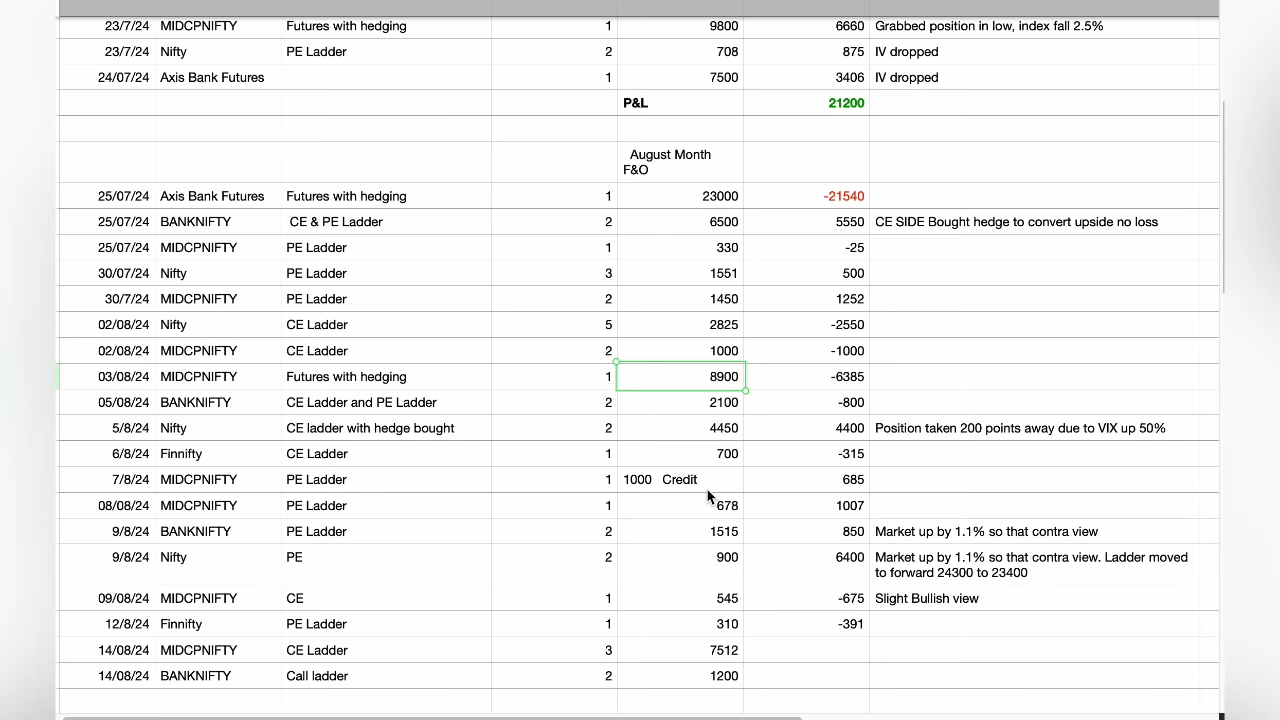 23/7/24 MIDCPNIFTY Futures with hedging 1 9800 6660 Grabbed position in low, index fall 2.5%
23/7/24 Nifty PE Ladder 2 708 875 IV dropped
24/07/24 Axis Bank Futures 1 7500 3406 IV dropped
P&L 21200
August Month
F&O
25/07/24 Axis Bank Futures Futures with hedging 1 23000 -21540
25/07/24 BANKNIFTY CE & PE Ladder 2 6500 5550 CE SIDE Bought hedge to convert upside no loss
25/07/24 MIDCPNIFTY PE Ladder 1 330 -25
30/07/24 Nifty PE Ladder 3 1551 500
30/7/24 MIDCPNIFTY PE Ladder 2 1450 1252
02/08/24 Nifty CE Ladder 5 2825 -2550
02/08/24 MIDCPNIFTY CE Ladder 2 1000 -1000
03/08/24 MIDCPNIFTY Futures with hedging 1 8900 -6385
05/08/24 BANKNIFTY CE Ladder and PE Ladder 2 2100 -800
5/8/24 Nifty CE ladder with hedge bought 2 4450 4400 Position taken 200 points away due to VIX up 50%
6/8/24 Finnifty CE Ladder 1 700 -315
7/8/24 MIDCPNIFTY PE Ladder 1 1000 Credit 685
08/08/24 MIDCPNIFTY PE Ladder 1 678 1007
9/8/24 BANKNIFTY PE Ladder 2 1515 850 Market up by 1.1% so that contra view
9/8/24 Nifty PE 2 900 6400 Market up by 1.1% so that contra view. Ladder moved
to forward 24300 to 23400
09/08/24 MIDCPNIFTY CE 1 545 -675 Slight Bullish view
12/8/24 Finnifty PE Ladder 1 310 -391
14/08/24 MIDCPNIFTY CE Ladder 3 7512
14/08/24 BANKNIFTY Call ladder 2 1200